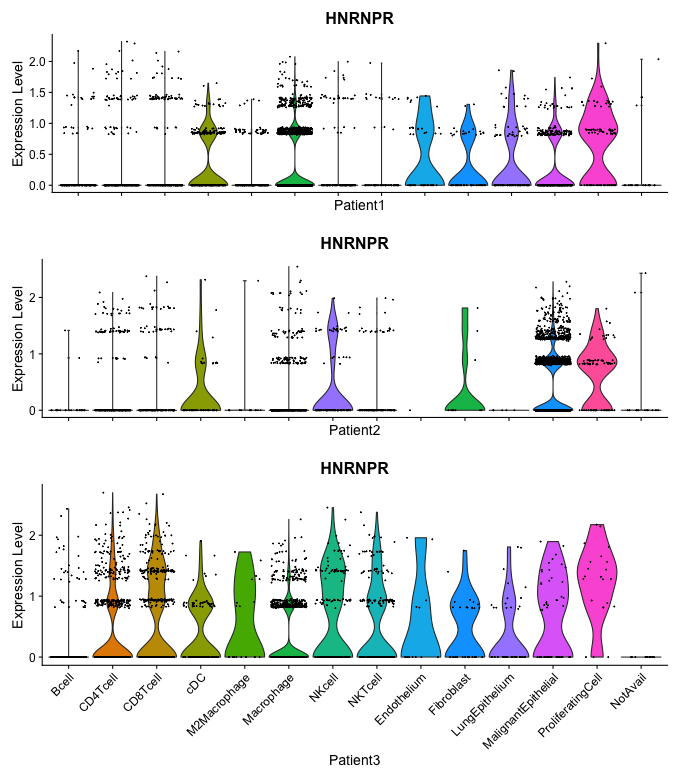 HNRNPR
Expression Level
2.0
1.5
1.0
0.5
0.0
Patient1
HNRNPR
Expression Level
2
1
0
Patient2
HNRNPR
Expression Level
2
1
0
Bcell
CD4Tcell
CD8Tcell
cDC
M2Macrophage
Macrophage
NKcell
NKTcell
Endothelium
Fibroblast
LungEpithelium
MalignantEpithelial
ProliferatingCell
NotAvail
Patient3